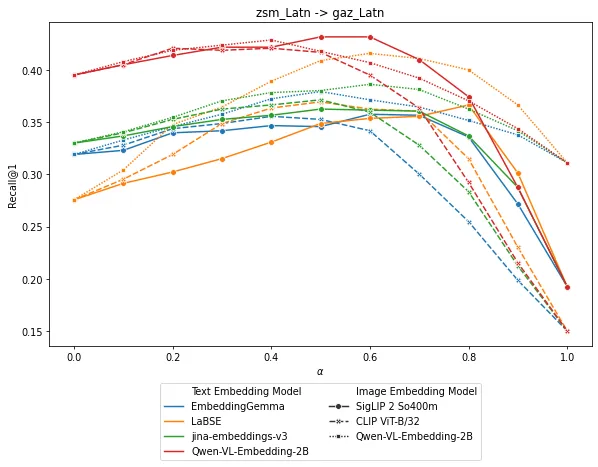 zsm_Latn -> gaz_Latn
Recall@1
0.40
0.35
0.30
0.25
0.20
0.15
0.0
0.2
0.4
0.6
0.8
1.0
α
Text Embedding Model
EmbeddingGemma
LaBSE
jina-embeddings-v3
Qwen-VL-Embedding-2B
Image Embedding Model
SigLIP 2 So400m
CLIP ViT-B/32
Qwen-VL-Embedding-2B